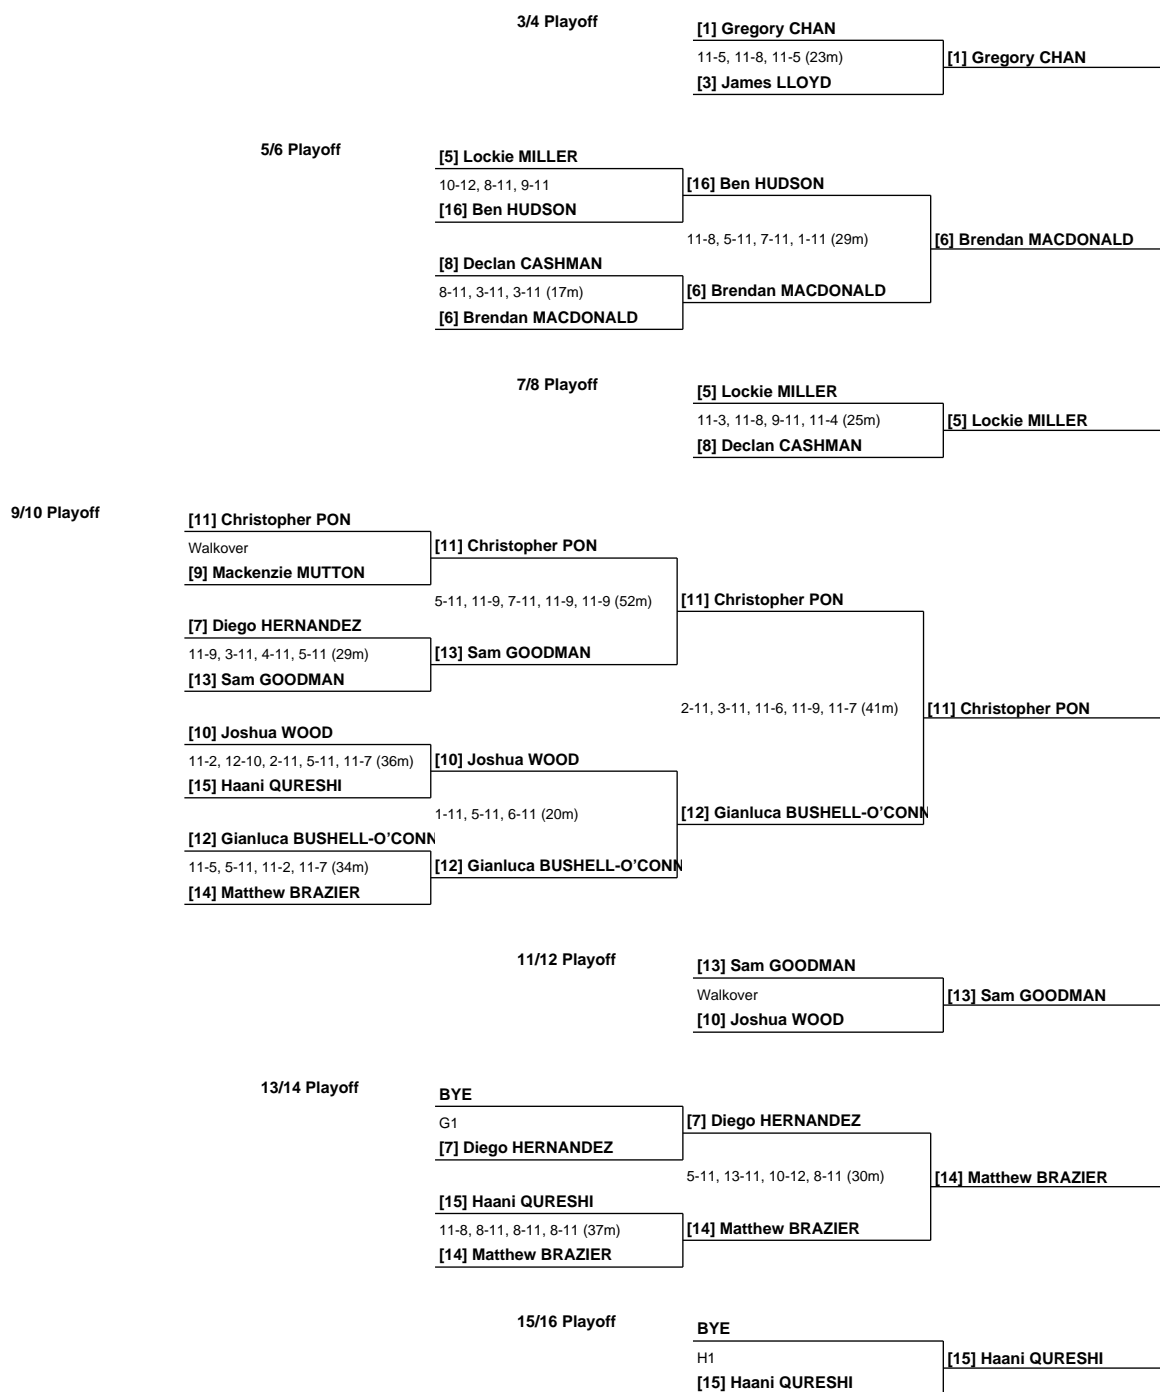 3/4 Playoff
[1] Gregory CHAN
11-5, 11-8, 11-5 (23m)
[1] Gregory CHAN
[3] James LLOYD
5/6 Playoff
[5] Lockie MILLER
10-12, 8-11, 9-11
[16] Ben HUDSON
[16] Ben HUDSON
11-8, 5-11, 7-11, 1-11 (29m)
[6] Brendan MACDONALD
[8] Declan CASHMAN
8-11, 3-11, 3-11 (17m)
[6] Brendan MACDONALD
[6] Brendan MACDONALD
7/8 Playoff
[5] Lockie MILLER
11-3, 11-8, 9-11, 11-4 (25m)
[5] Lockie MILLER
[8] Declan CASHMAN
9/10 Playoff
[11] Christopher PON
Walkover
[11] Christopher PON
[9] Mackenzie MUTTON
5-11, 11-9, 7-11, 11-9, 11-9 (52m)
[11] Christopher PON
[7] Diego HERNANDEZ
11-9, 3-11, 4-11, 5-11 (29m)
[13] Sam GOODMAN
[13] Sam GOODMAN
2-11, 3-11, 11-6, 11-9, 11-7 (41m)
[11] Christopher PON
[10] Joshua WOOD
11-2, 12-10, 2-11, 5-11, 11-7 (36m)
[10] Joshua WOOD
[15] Haani QURESHI
1-11, 5-11, 6-11 (20m)
[12] Gianluca BUSHELL-O'CONN
[12] Gianluca BUSHELL-O'CONN
11-5, 5-11, 11-2, 11-7 (34m)
[12] Gianluca BUSHELL-O'CONN
[14] Matthew BRAZIER
11/12 Playoff
[13] Sam GOODMAN
Walkover
[13] Sam GOODMAN
[10] Joshua WOOD
13/14 Playoff
BYE
G1
[7] Diego HERNANDEZ
[7] Diego HERNANDEZ
5-11, 13-11, 10-12, 8-11 (30m)
[14] Matthew BRAZIER
[15] Haani QURESHI
11-8, 8-11, 8-11, 8-11 (37m)
[14] Matthew BRAZIER
[14] Matthew BRAZIER
15/16 Playoff
BYE
H1
[15] Haani QURESHI
[15] Haani QURESHI